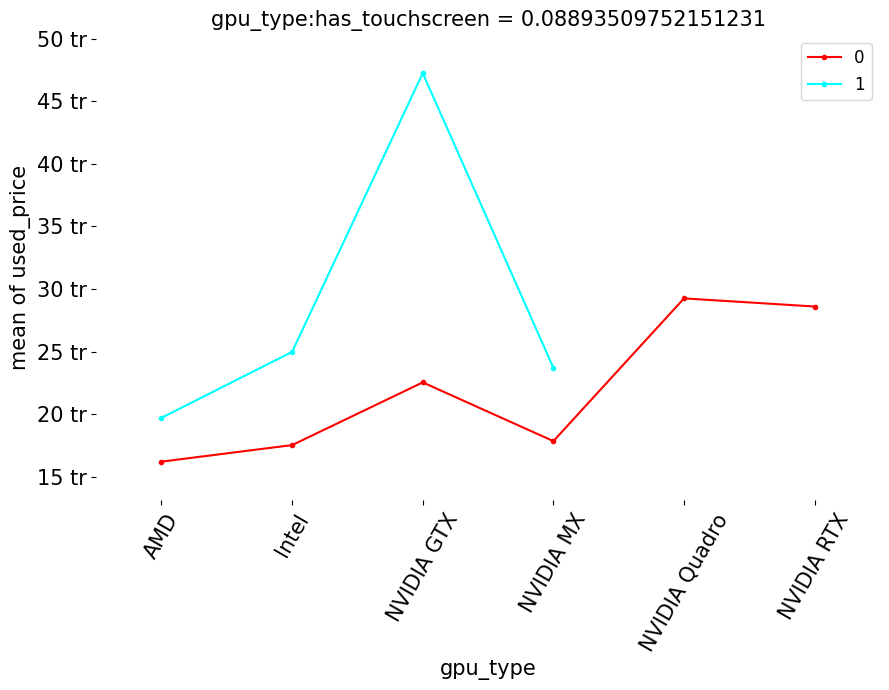 gpu_type:has_touchscreen = 0.08893509752151231
50 tr
45 tr
40 tr
35 tr
30 tr
25 tr
20 tr
15 tr
mean of used_price
0
1
AMD
Intel
NVIDIA GTX
NVIDIA MX
NVIDIA Quadro
NVIDIA RTX
gpu_type